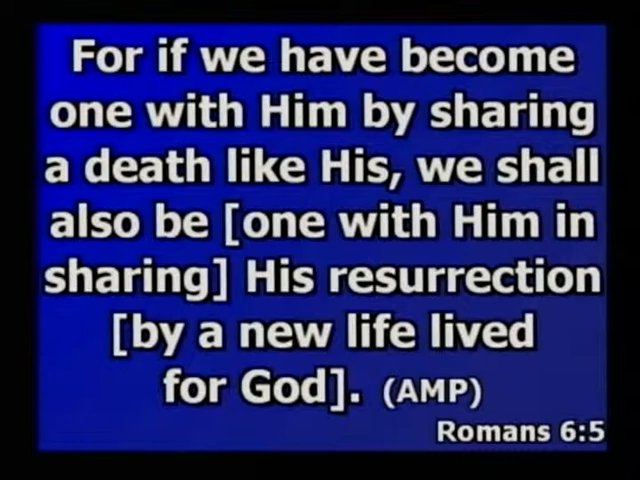 For if we have become
one with Him by sharing
a death like His, we shall
also be [one with Him in
sharing] His resurrection
[by a new life lived
for God]. (AMP)
Romans 6:5